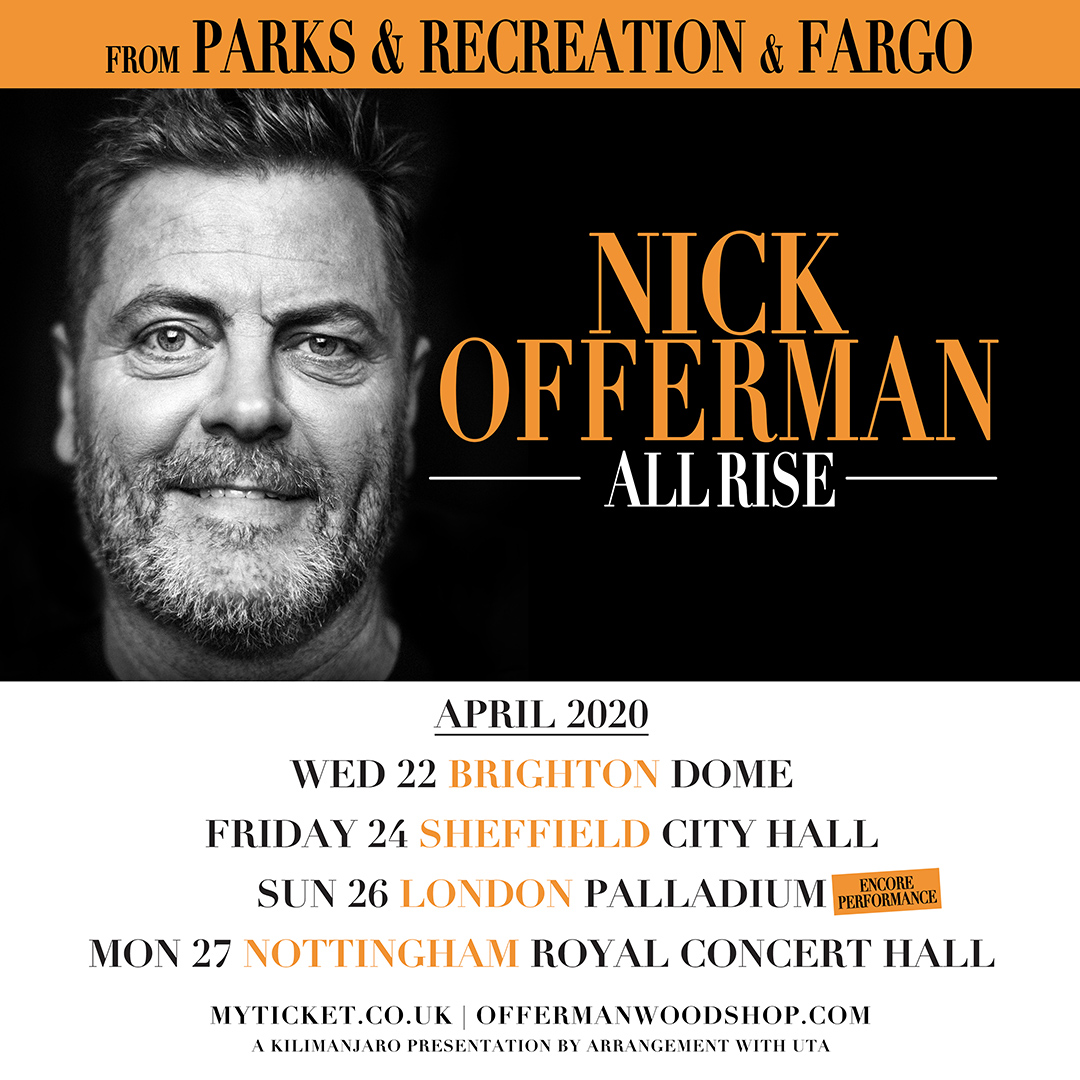 FROM PARKS & RECREATION & FARGO
NICK
OFFERMAN
ALL RISE
APRIL 2020
WED 22 BRIGHTON DOME
FRIDAY 24 SHEFFIELD CITY HALL
SUN 26 LONDON PALLADIUM
ENCORE
PERFORMANCE
MON 27 NOTTINGHAM ROYAL CONCERT HALL
MYTICKET.CO.UK | OFFERMANWOODSHOP.COM
A KILIMANJARO PRESENTATION BY ARRANGEMENT WITH UTA